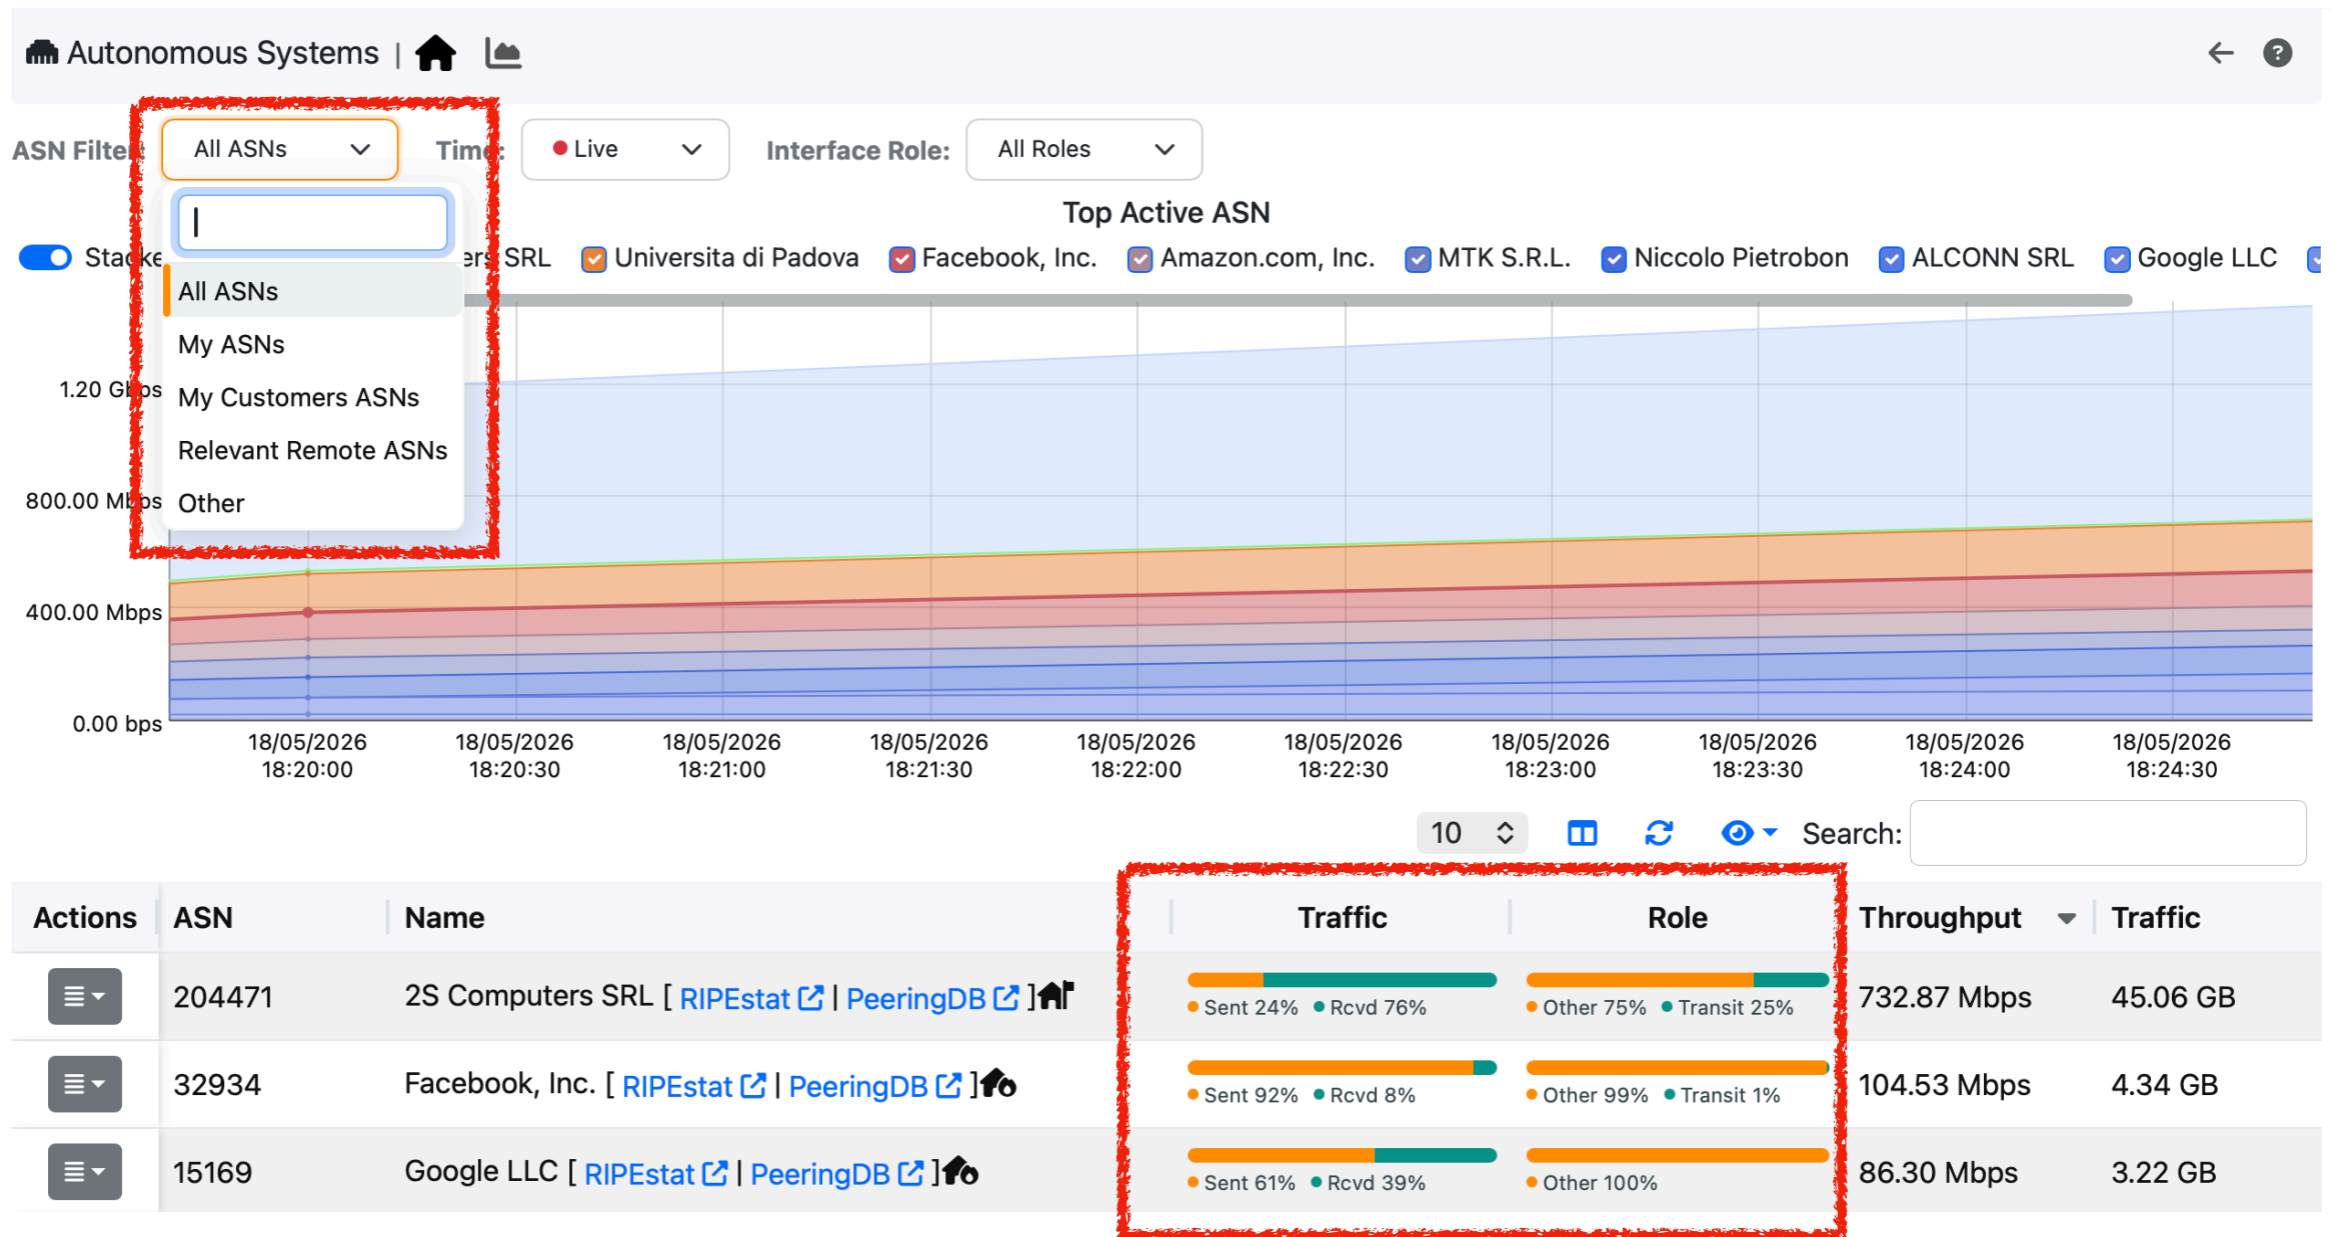 Autonomous Systems |
ASN Filter: All ASNs Time: Live Interface Role: All Roles
Top Active ASN
Universita di Padova Facebook, Inc. Amazon.com, Inc. MTK S.R.L. Niccolo Pietrobon ALCONN SRL Google LLC
All ASNs
My ASNs
My Customers ASNs
Relevant Remote ASNs
Other
1.20 Gbps
800.00 Mbps
400.00 Mbps
0.00 bps
18/05/2026 18/05/2026 18/05/2026 18/05/2026 18/05/2026 18/05/2026 18/05/2026 18/05/2026 18/05/2026 18/05/2026
18:20:00 18:20:30 18:21:00 18:21:30 18:22:00 18:22:30 18:23:00 18:23:30 18:24:00 18:24:30
10 Search:
Actions ASN Name Traffic Role Throughput Traffic
204471 2S Computers SRL [ RIPEstat | PeeringDB ] Sent 24% Rcvd 76% Other 75% Transit 25% 732.87 Mbps 45.06 GB
32934 Facebook, Inc. [ RIPEstat | PeeringDB ] Sent 92% Rcvd 8% Other 99% Transit 1% 104.53 Mbps 4.34 GB
15169 Google LLC [ RIPEstat | PeeringDB ] Sent 61% Rcvd 39% Other 100% 86.30 Mbps 3.22 GB